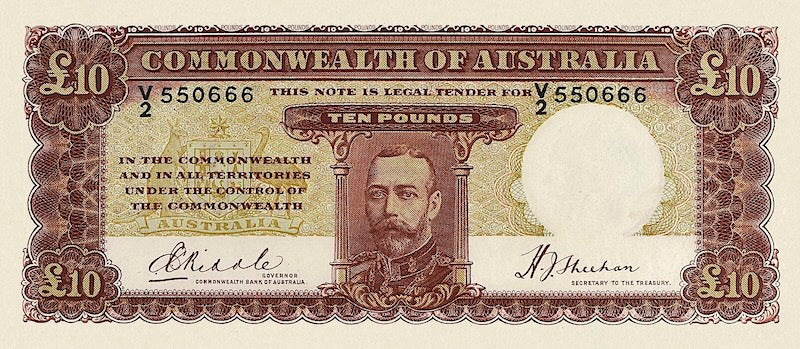 COMMONWEALTH OF AUSTRALIA
£10
£10
V/2 550666
THIS NOTE IS LEGAL TENDER FOR
V/2 550666
TEN POUNDS
IN THE COMMONWEALTH
AND IN ALL TERRITORIES
UNDER THE CONTROL OF
THE COMMONWEALTH
AUSTRALIA
£10
£10
E C Riddle
GOVERNOR
COMMONWEALTH BANK OF AUSTRALIA.
H. J. Sheehan
SECRETARY TO THE TREASURY.